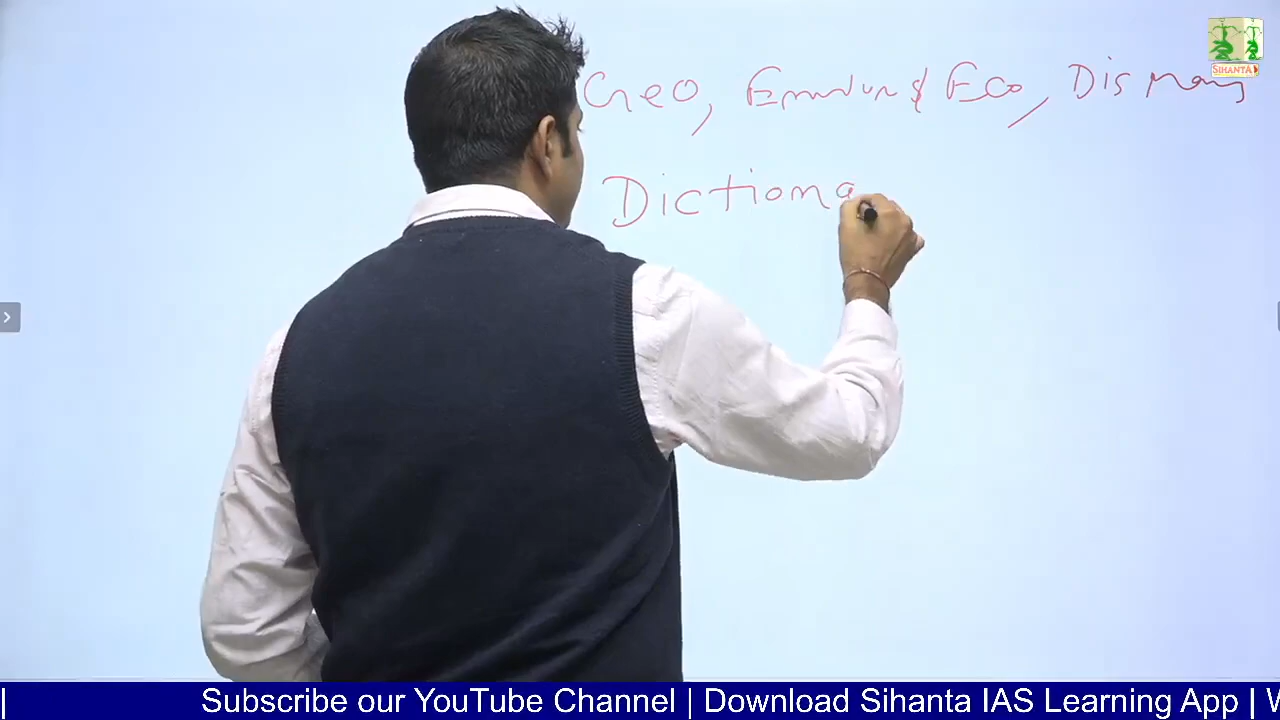 SIHANTA
Geo, Environ & Eco, Dis Mang
Dictiona
| Subscribe our YouTube Channel | Download Sihanta IAS Learning App | W